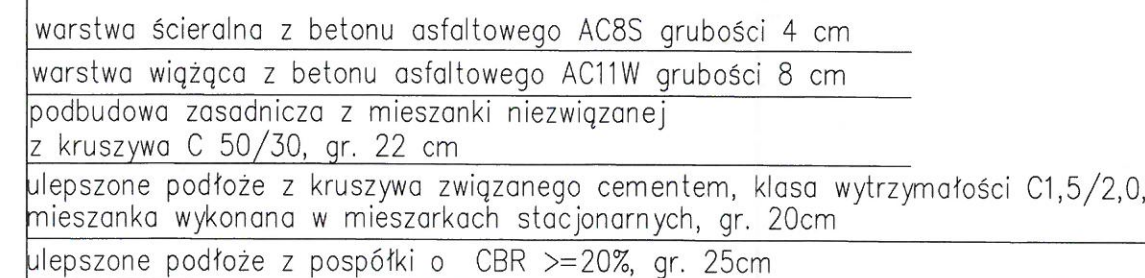 warstwa ścieralna z betonu asfaltowego AC8S grubości 4 cm
warstwa wiążąca z betonu asfaltowego AC11W grubości 8 cm
podbudowa zasadnicza z mieszanki niezwiązanej
z kruszywa C 50/30, gr. 22 cm
ulepszone podłoże z kruszywa związanego cementem, klasa wytrzymałości C1,5/2,0,
mieszanka wykonana w mieszarkach stacjonarnych, gr. 20cm
ulepszone podłoże z pospółki o CBR >=20%, gr. 25cm